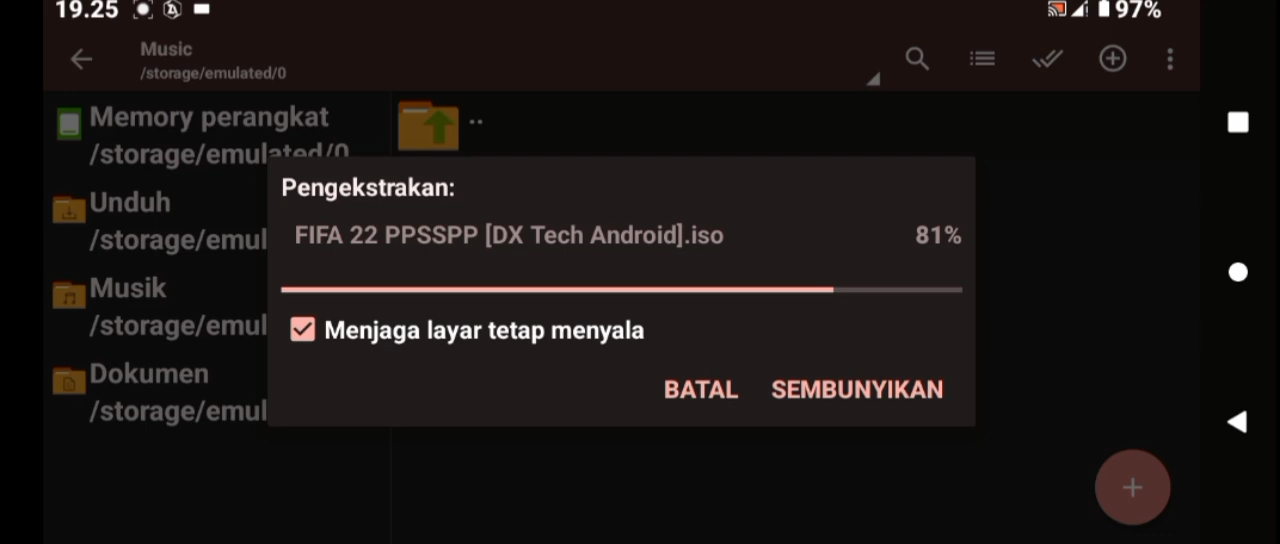 19.25
97%
Music
/storage/emulated/0
Memory perangkat
/storage/emulated/0
..
Unduh
/storage/emul
Musik
/storage/emul
Dokumen
/storage/emul
Pengekstrakan:
FIFA 22 PPSSPP [DX Tech Android].iso 81%
Menjaga layar tetap menyala
BATAL SEMBUNYIKAN